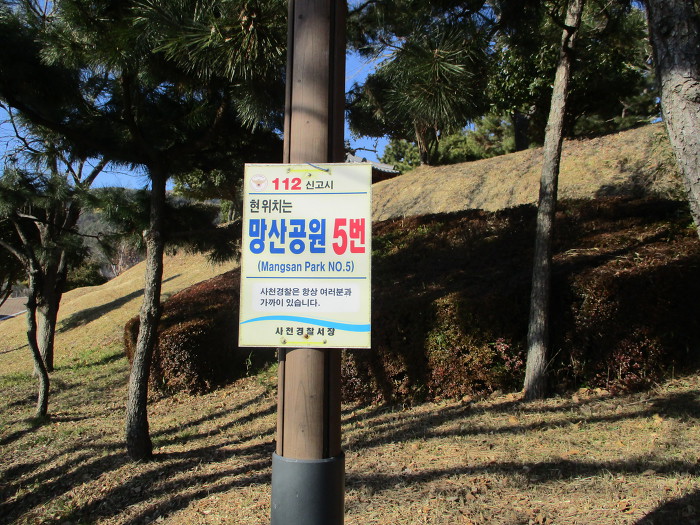 112 신고시
현위치는
망산공원 5번
(Mangsan Park NO.5)
사천경찰은 항상 여러분과
가까이 있습니다.
사천경찰서장